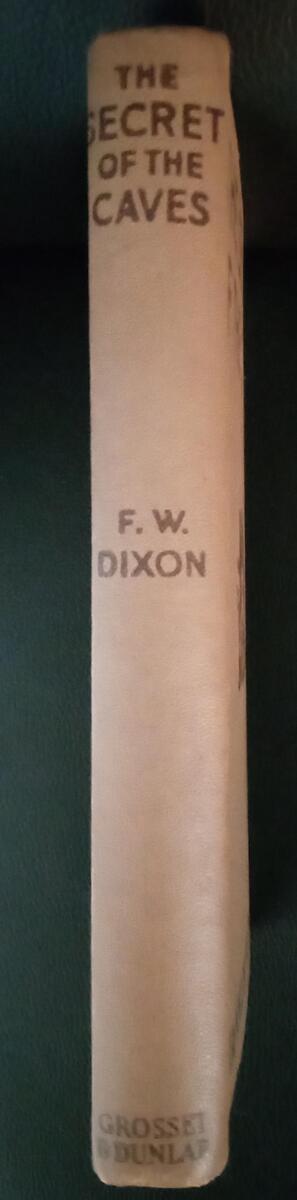 THE
SECRET
OF THE
CAVES
F. W.
DIXON
GROSSET
& DUNLAP